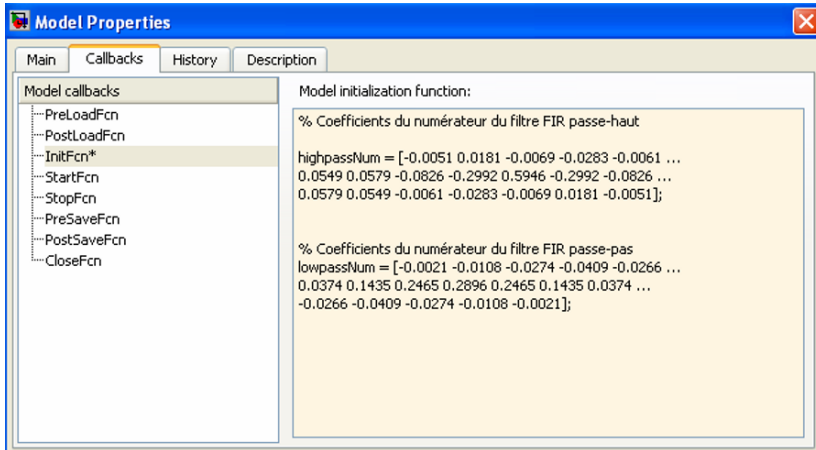 Model Properties
Main Callbacks History Description
Model callbacks
PreLoadFcn
PostLoadFcn
InitFcn*
StartFcn
StopFcn
PreSaveFcn
PostSaveFcn
CloseFcn
Model initialization function:
% Coefficients du numérateur du filtre FIR passe-haut
highpassNum = [-0.0051 0.0181 -0.0069 -0.0283 -0.0061 ...
0.0549 0.0579 -0.0826 -0.2992 0.5946 -0.2992 -0.0826 ...
0.0579 0.0549 -0.0061 -0.0283 -0.0069 0.0181 -0.0051];
% Coefficients du numérateur du filtre FIR passe-pas
lowpassNum = [-0.0021 -0.0108 -0.0274 -0.0409 -0.0266 ...
0.0374 0.1435 0.2465 0.2896 0.2465 0.1435 0.0374 ...
-0.0266 -0.0409 -0.0274 -0.0108 -0.0021];